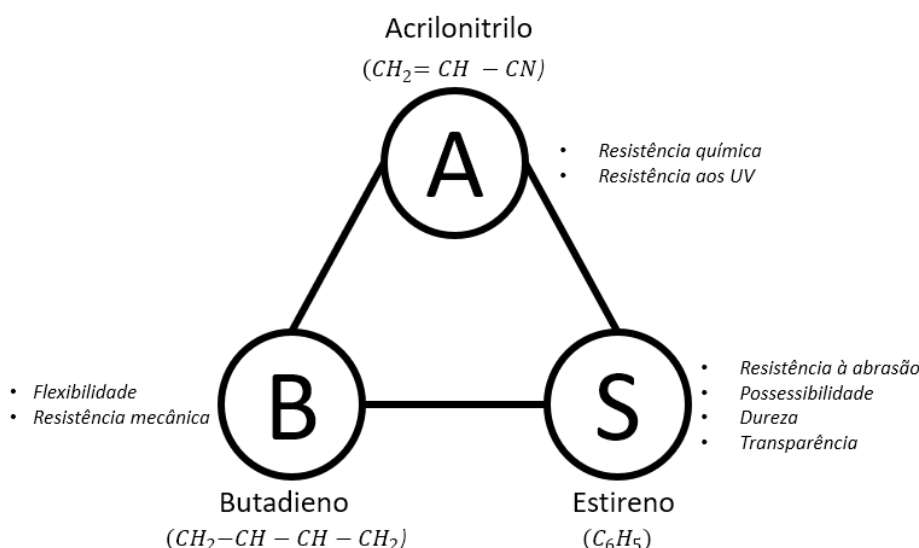 Acrilonitrilo
(CH₂= CH − CN)
A
• Resistência química
• Resistência aos UV
B
• Flexibilidade
• Resistência mecânica
Butadieno
(CH₂−CH − CH − CH₂)
S
• Resistência à abrasão
• Possessibilidade
• Dureza
• Transparência
Estireno
(C₆H₅)